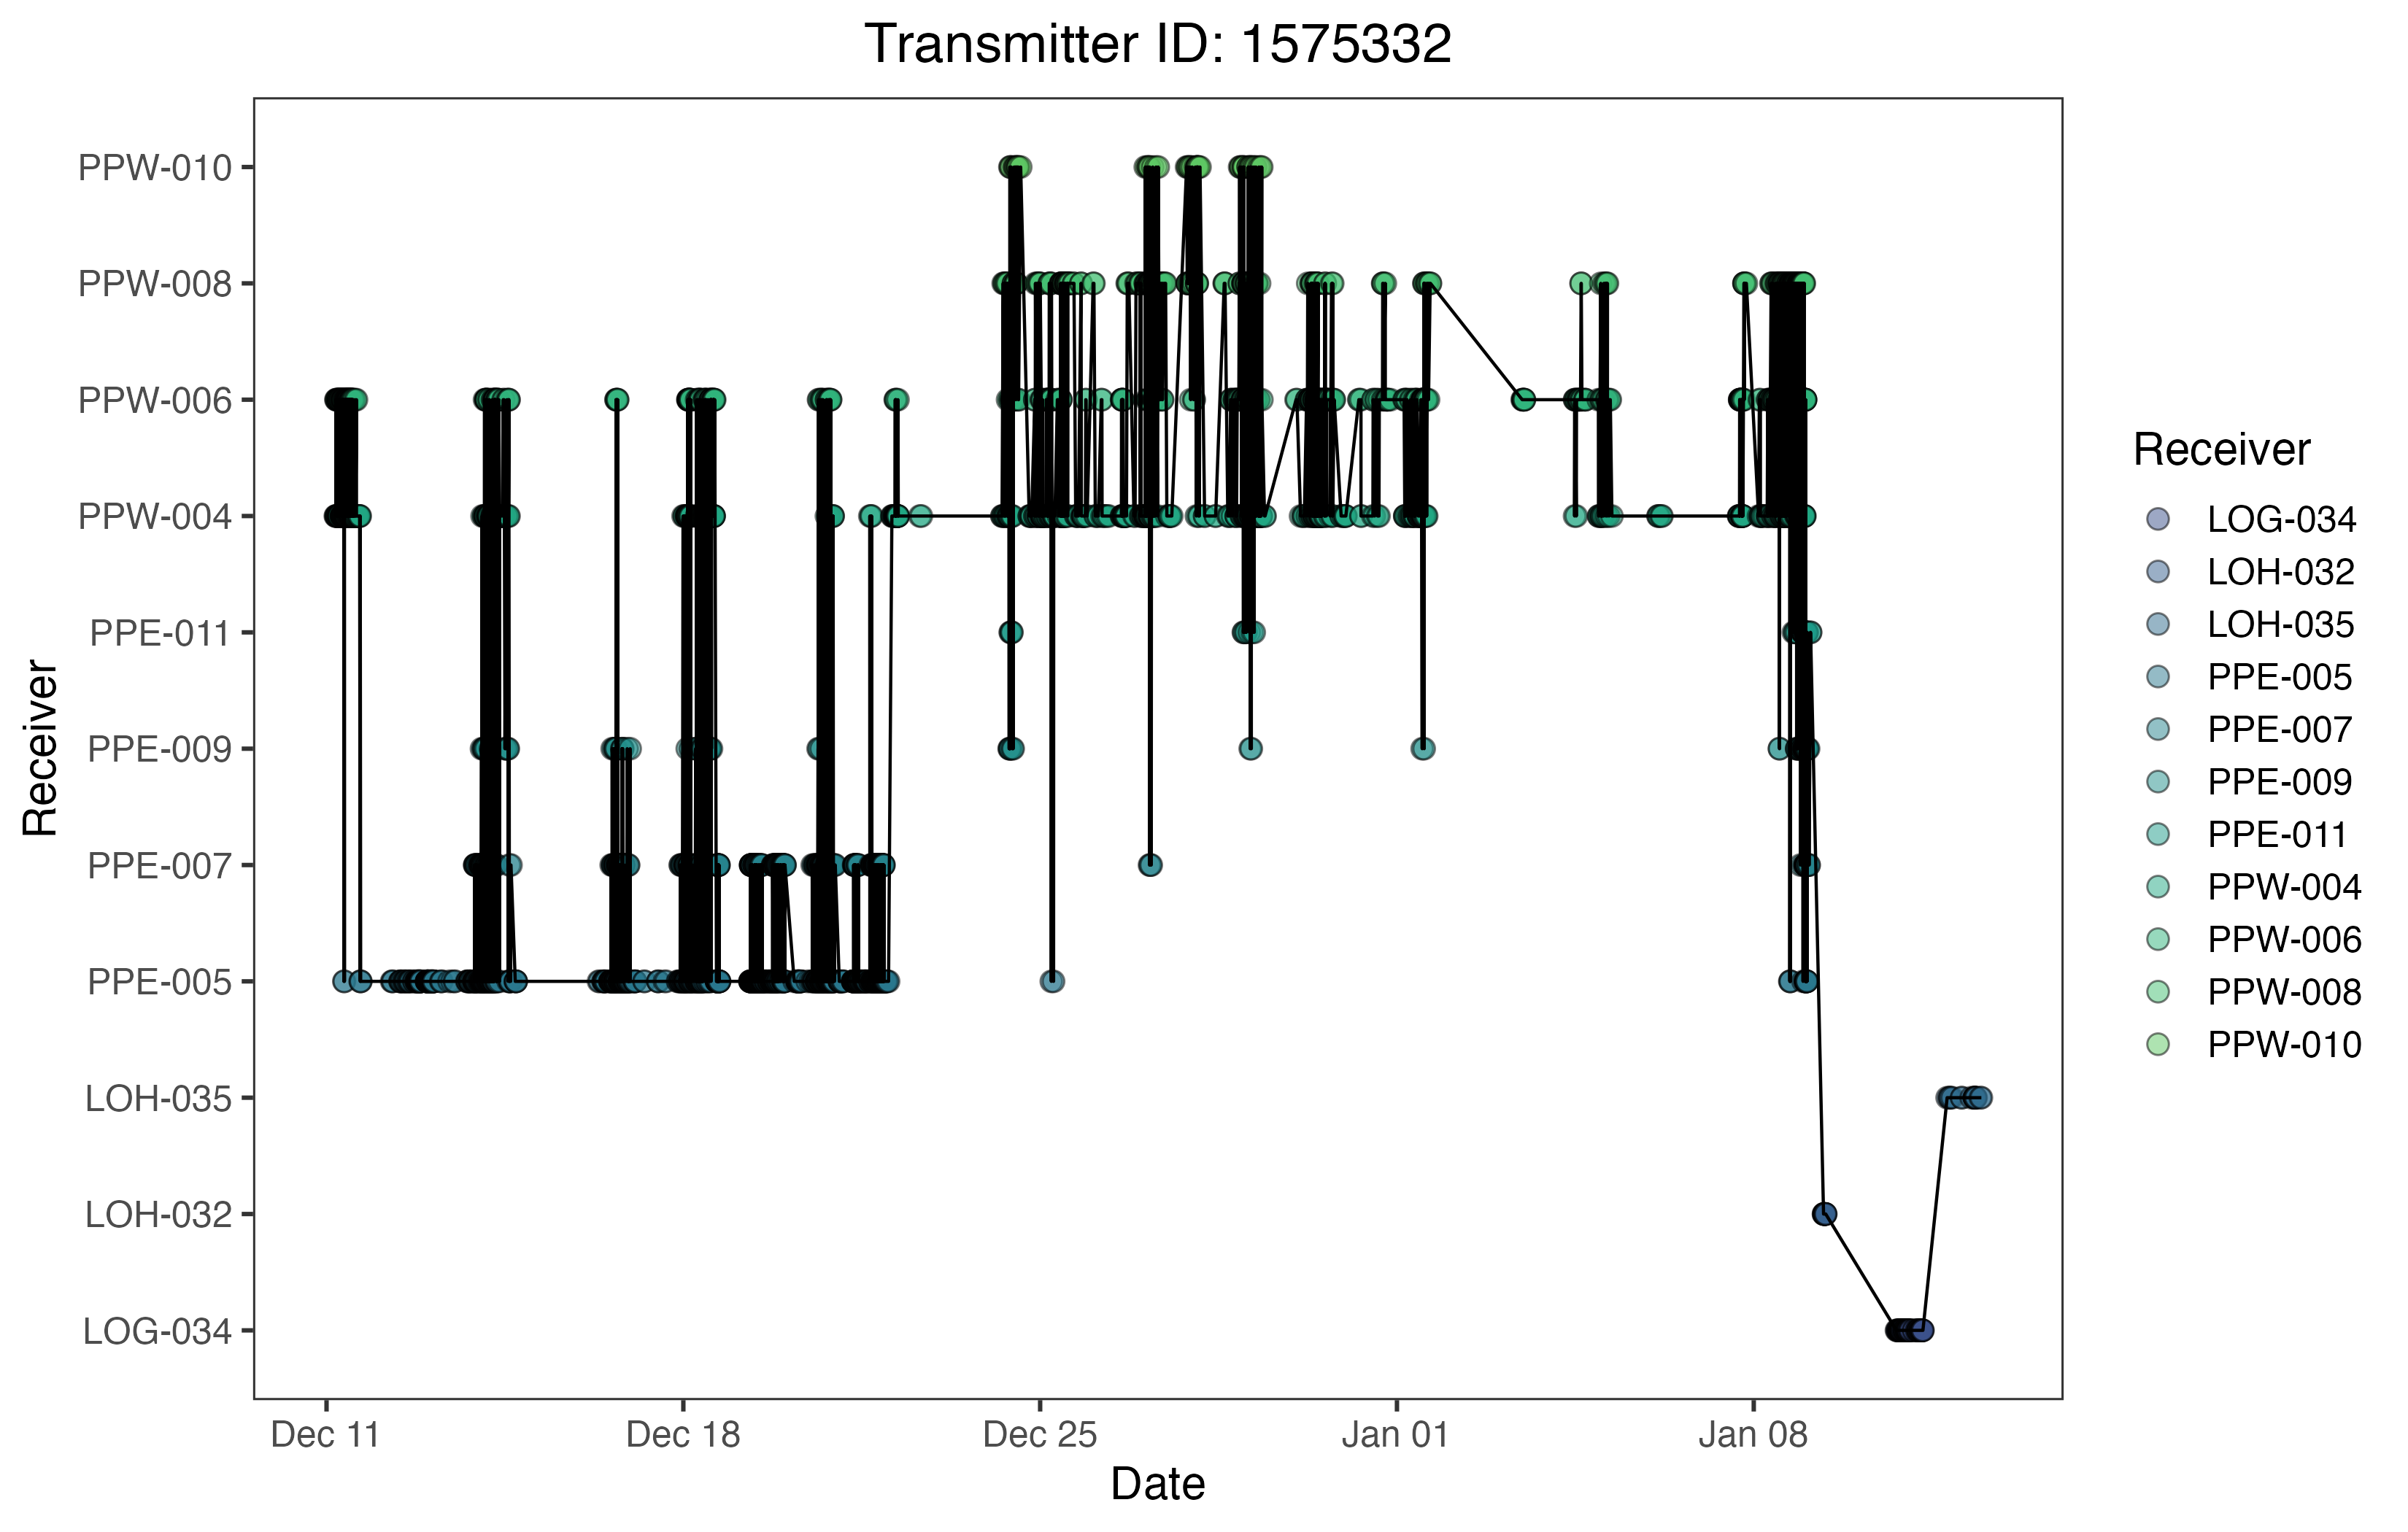 Transmitter ID: 1575332
Receiver
PPW-010
PPW-008
PPW-006
PPW-004
PPE-011
PPE-009
PPE-007
PPE-005
LOH-035
LOH-032
LOG-034
Dec 11
Dec 18
Dec 25
Jan 01
Jan 08
Date
Receiver
LOG-034
LOH-032
LOH-035
PPE-005
PPE-007
PPE-009
PPE-011
PPW-004
PPW-006
PPW-008
PPW-010